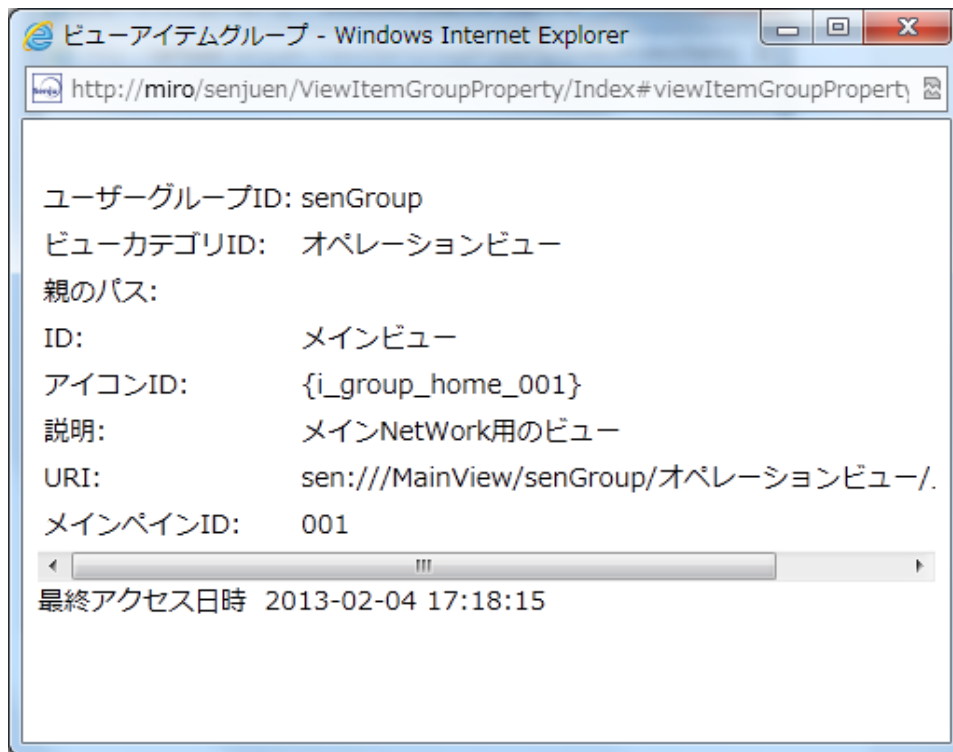 ビューアイテムグループ - Windows Internet Explorer
http://miro/senjuen/ViewItemGroupProperty/Index#viewItemGroupProperty
ユーザーグループID: senGroup
ビューカテゴリID: オペレーションビュー
親のパス:
ID: メインビュー
アイコンID: {i_group_home_001}
説明: メインNetWork用のビュー
URI: sen:///MainView/senGroup/オペレーションビュー/
メインペインID: 001
最終アクセス日時 2013-02-04 17:18:15